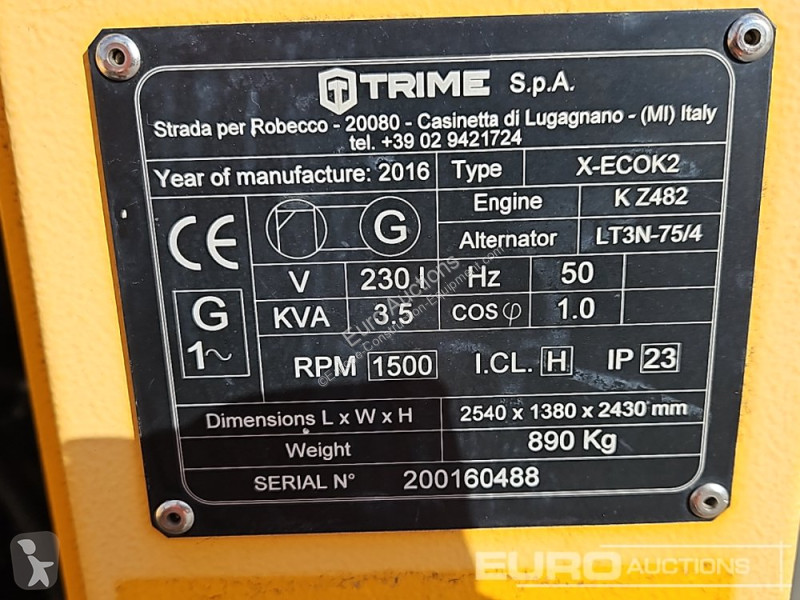 TRIME S.p.A.
Strada per Robecco - 20080 - Casinetta di Lugagnano - (MI) Italy
tel. +39 02 9421724
Year of manufacture: 2016 Type X-ECOK2
Engine K Z482
G Alternator LT3N-75/4
CE
V 230 I Hz 50
G
1~
KVA 3.5 COS φ 1.0
RPM 1500 I.CL. H IP 23
Dimensions L x W x H 2540 x 1380 x 2430 mm
Weight 890 Kg
SERIAL N° 200160488
Euro Auctions
EURO AUCTIONS